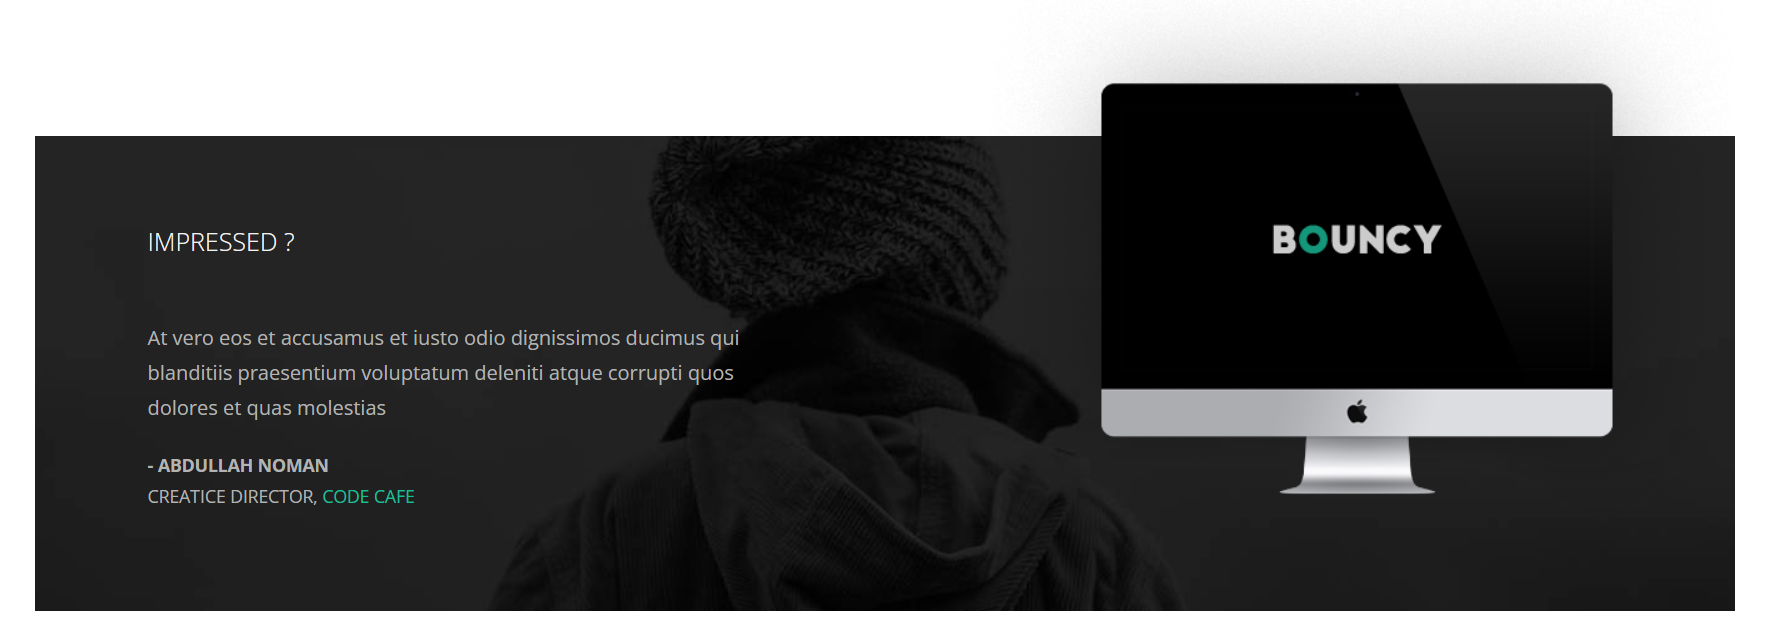 IMPRESSED ?
At vero eos et accusamus et iusto odio dignissimos ducimus qui
blanditiis praesentium voluptatum deleniti atque corrupti quos
dolores et quas molestias
- ABDULLAH NOMAN
CREATICE DIRECTOR, CODE CAFE
BOUNCY